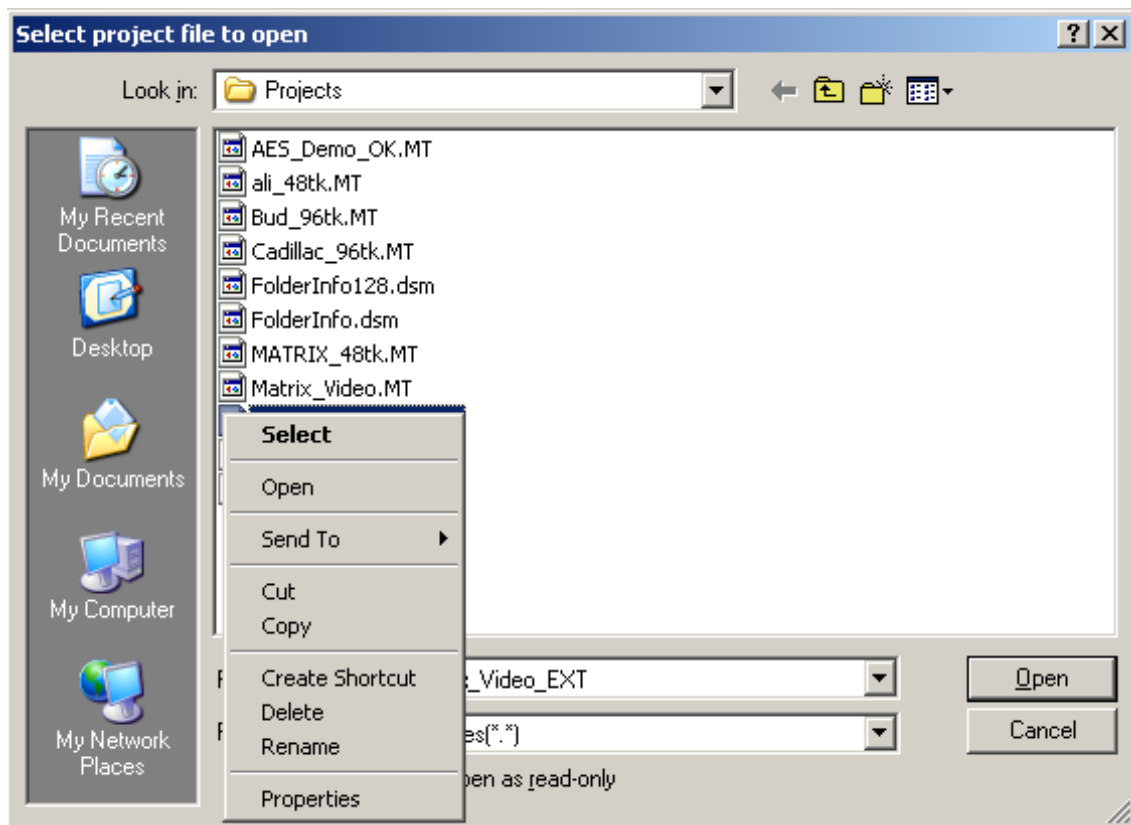 Select project file to open
Look in: Projects
AES_Demo_OK.MT
ali_48tk.MT
Bud_96tk.MT
Cadillac_96tk.MT
FolderInfo128.dsm
FolderInfo.dsm
MATRIX_48tk.MT
Matrix_Video.MT
My Recent
Documents
Desktop
My Documents
My Computer
My Network
Places
Select
Open
Send To
Cut
Copy
Create Shortcut
Delete
Rename
Properties
_Video_EXT
Open
(*.*)
Cancel
as read-only